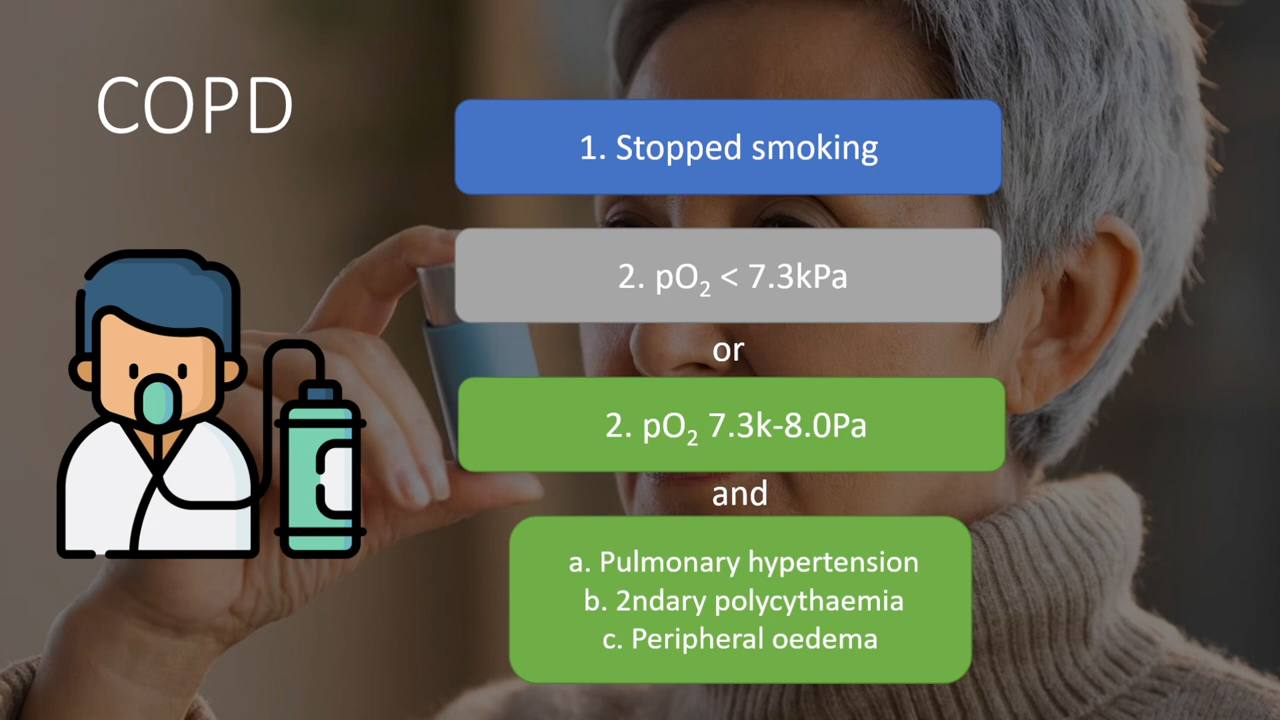 COPD
1. Stopped smoking
2. pO₂ < 7.3kPa
or
2. pO₂ 7.3k-8.0Pa
and
a. Pulmonary hypertension
b. 2ndary polycythaemia
c. Peripheral oedema